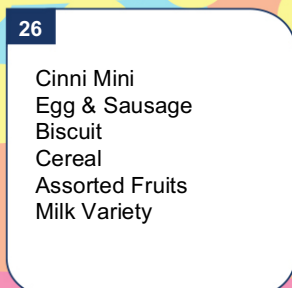 26
Cinni Mini
Egg & Sausage
Biscuit
Cereal
Assorted Fruits
Milk Variety